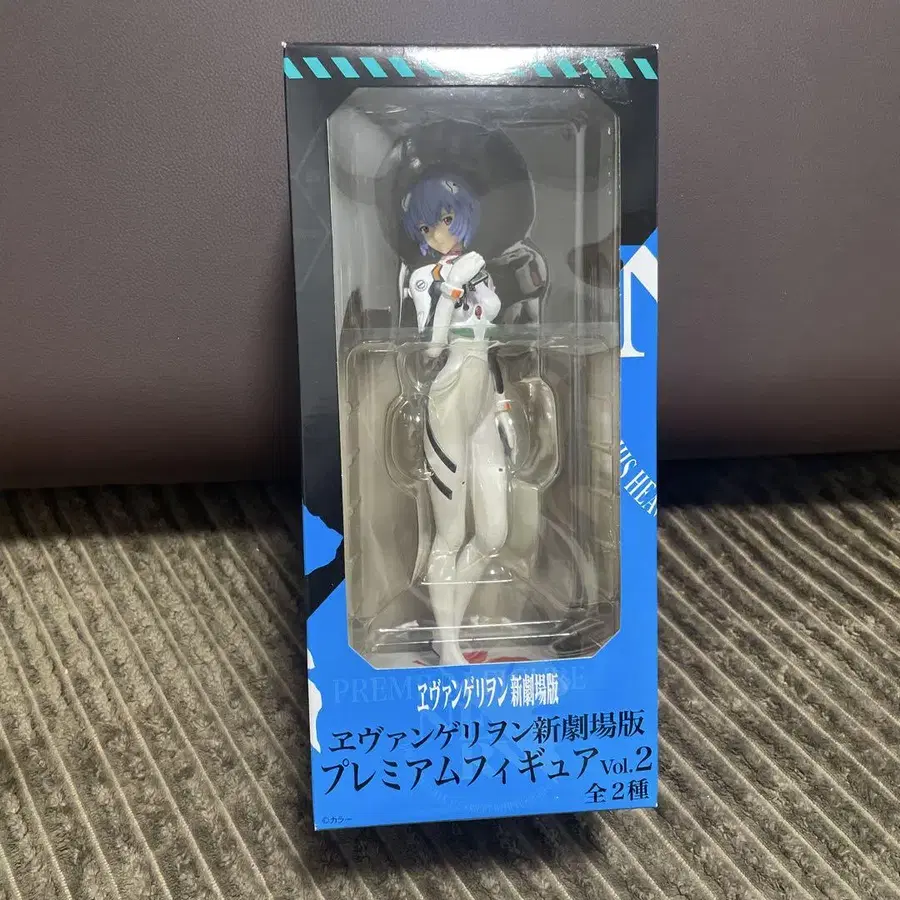 ヱヴァンゲリヲン新劇場版
ヱヴァンゲリヲン新劇場版
プレミアムフィギュア Vol.2
全2種
©カラー